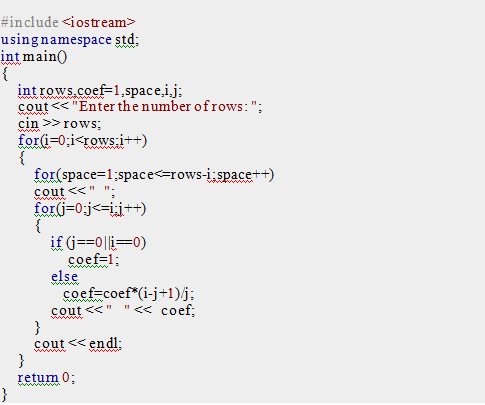 #include <iostream>
using namespace std;
int main()
{
int rows,coef=1,space,i,j;
cout << "Enter the number of rows: ";
cin >> rows;
for(i=0;i<rows;i++)
{
for(space=1;space<=rows-i;space++)
cout << "  ";
for(j=0;j<=i;j++)
{
if (j==0||i==0)
coef=1;
else
coef=coef*(i-j+1)/j;
cout << "   " <<  coef;
}
cout << endl;
}
return 0;
}